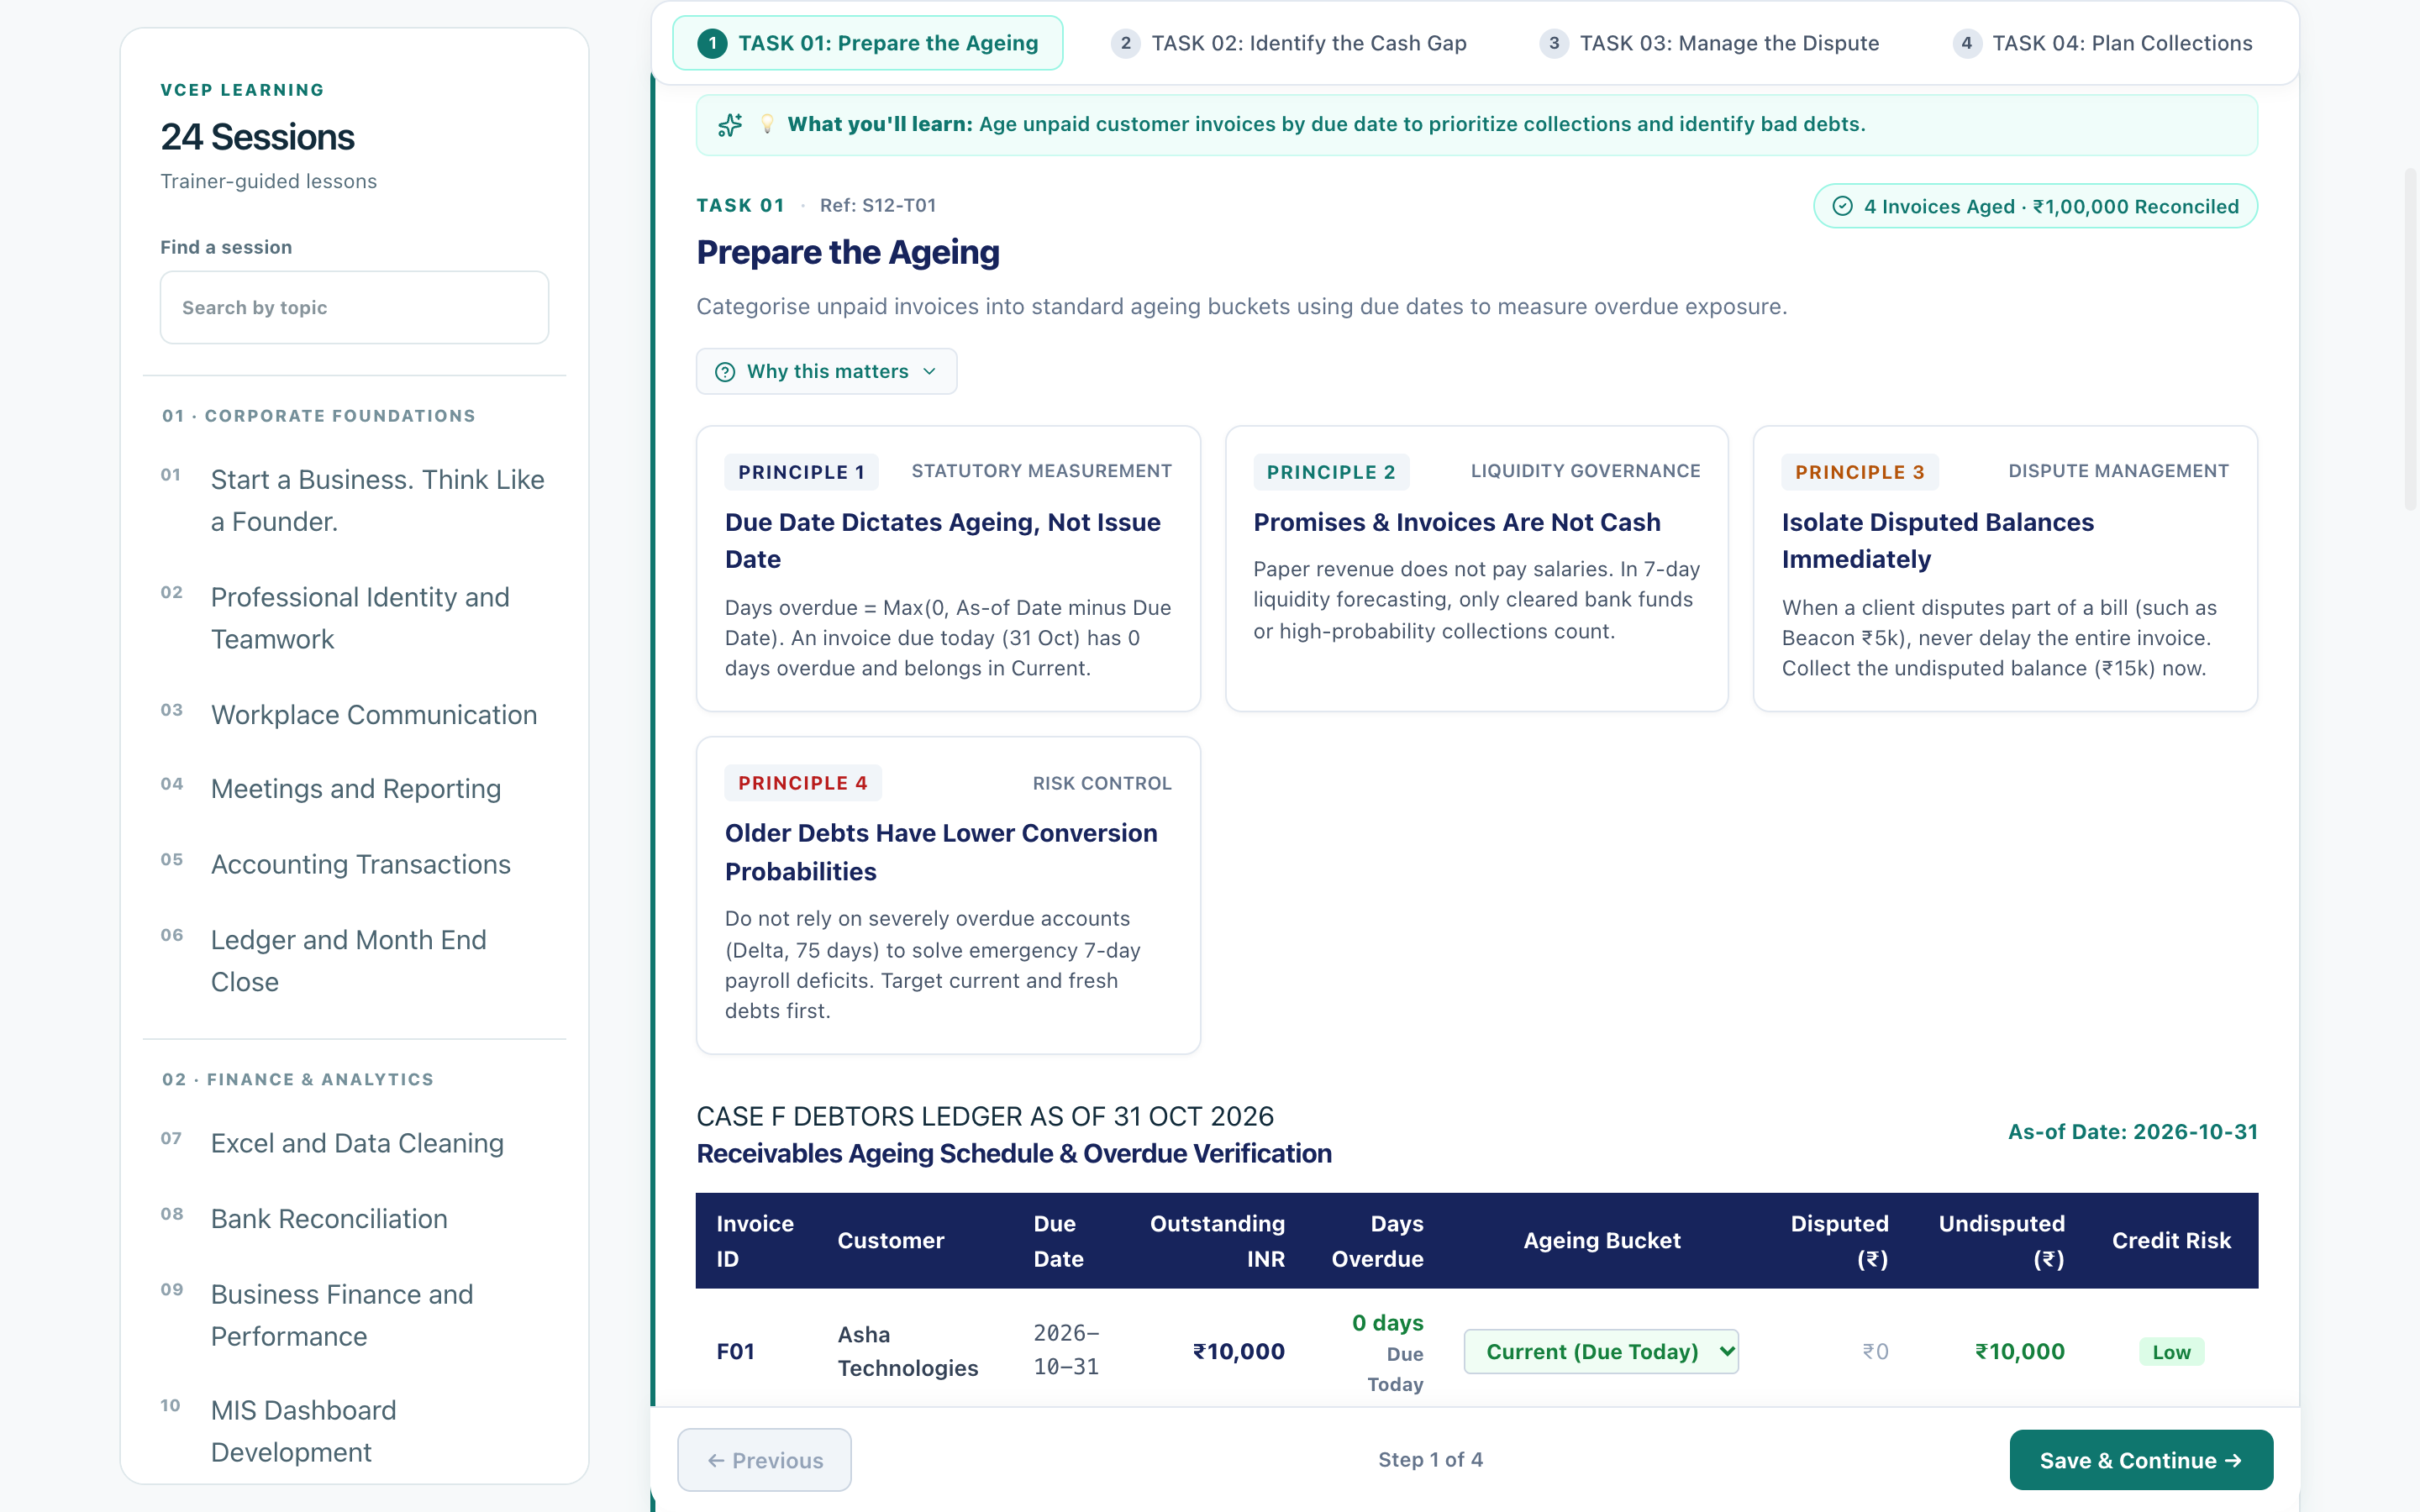 VCEP LEARNING
24 Sessions
Trainer-guided lessons
Find a session
Search by topic
01 · CORPORATE FOUNDATIONS
01 Start a Business. Think Like
a Founder.
02 Professional Identity and
Teamwork
03 Workplace Communication
04 Meetings and Reporting
05 Accounting Transactions
06 Ledger and Month End
Close
02 · FINANCE & ANALYTICS
07 Excel and Data Cleaning
08 Bank Reconciliation
09 Business Finance and
Performance
10 MIS Dashboard
Development
1 TASK 01: Prepare the Ageing
2 TASK 02: Identify the Cash Gap
3 TASK 03: Manage the Dispute
4 TASK 04: Plan Collections
💡 What you'll learn: Age unpaid customer invoices by due date to prioritize collections and identify bad debts.
TASK 01 · Ref: S12-T01
4 Invoices Aged · ₹1,00,000 Reconciled
Prepare the Ageing
Categorise unpaid invoices into standard ageing buckets using due dates to measure overdue exposure.
Why this matters
PRINCIPLE 1 STATUTORY MEASUREMENT
Due Date Dictates Ageing, Not Issue
Date
Days overdue = Max(0, As-of Date minus Due
Date). An invoice due today (31 Oct) has 0
days overdue and belongs in Current.
PRINCIPLE 2 LIQUIDITY GOVERNANCE
Promises & Invoices Are Not Cash
Paper revenue does not pay salaries. In 7-day
liquidity forecasting, only cleared bank funds
or high-probability collections count.
PRINCIPLE 3 DISPUTE MANAGEMENT
Isolate Disputed Balances
Immediately
When a client disputes part of a bill (such as
Beacon ₹5k), never delay the entire invoice.
Collect the undisputed balance (₹15k) now.
PRINCIPLE 4 RISK CONTROL
Older Debts Have Lower Conversion
Probabilities
Do not rely on severely overdue accounts
(Delta, 75 days) to solve emergency 7-day
payroll deficits. Target current and fresh
debts first.
CASE F DEBTORS LEDGER AS OF 31 OCT 2026
Receivables Ageing Schedule & Overdue Verification
As-of Date: 2026-10-31
Invoice ID
Customer
Due Date
Outstanding INR
Days Overdue
Ageing Bucket
Disputed (₹)
Undisputed (₹)
Credit Risk
F01
Asha Technologies
2026-10-31
₹10,000
0 days
Due Today
Current (Due Today)
₹0
₹10,000
Low
← Previous
Step 1 of 4
Save & Continue →